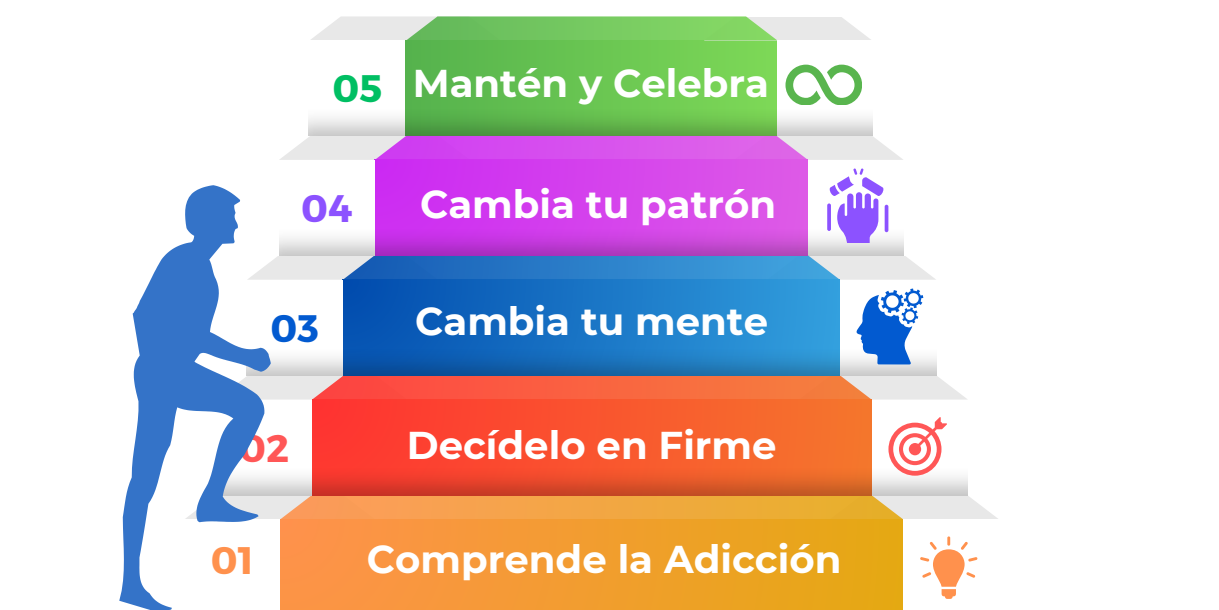 05 Mantén y Celebra
04 Cambia tu patrón
03 Cambia tu mente
02 Decídelo en Firme
01 Comprende la Adicción